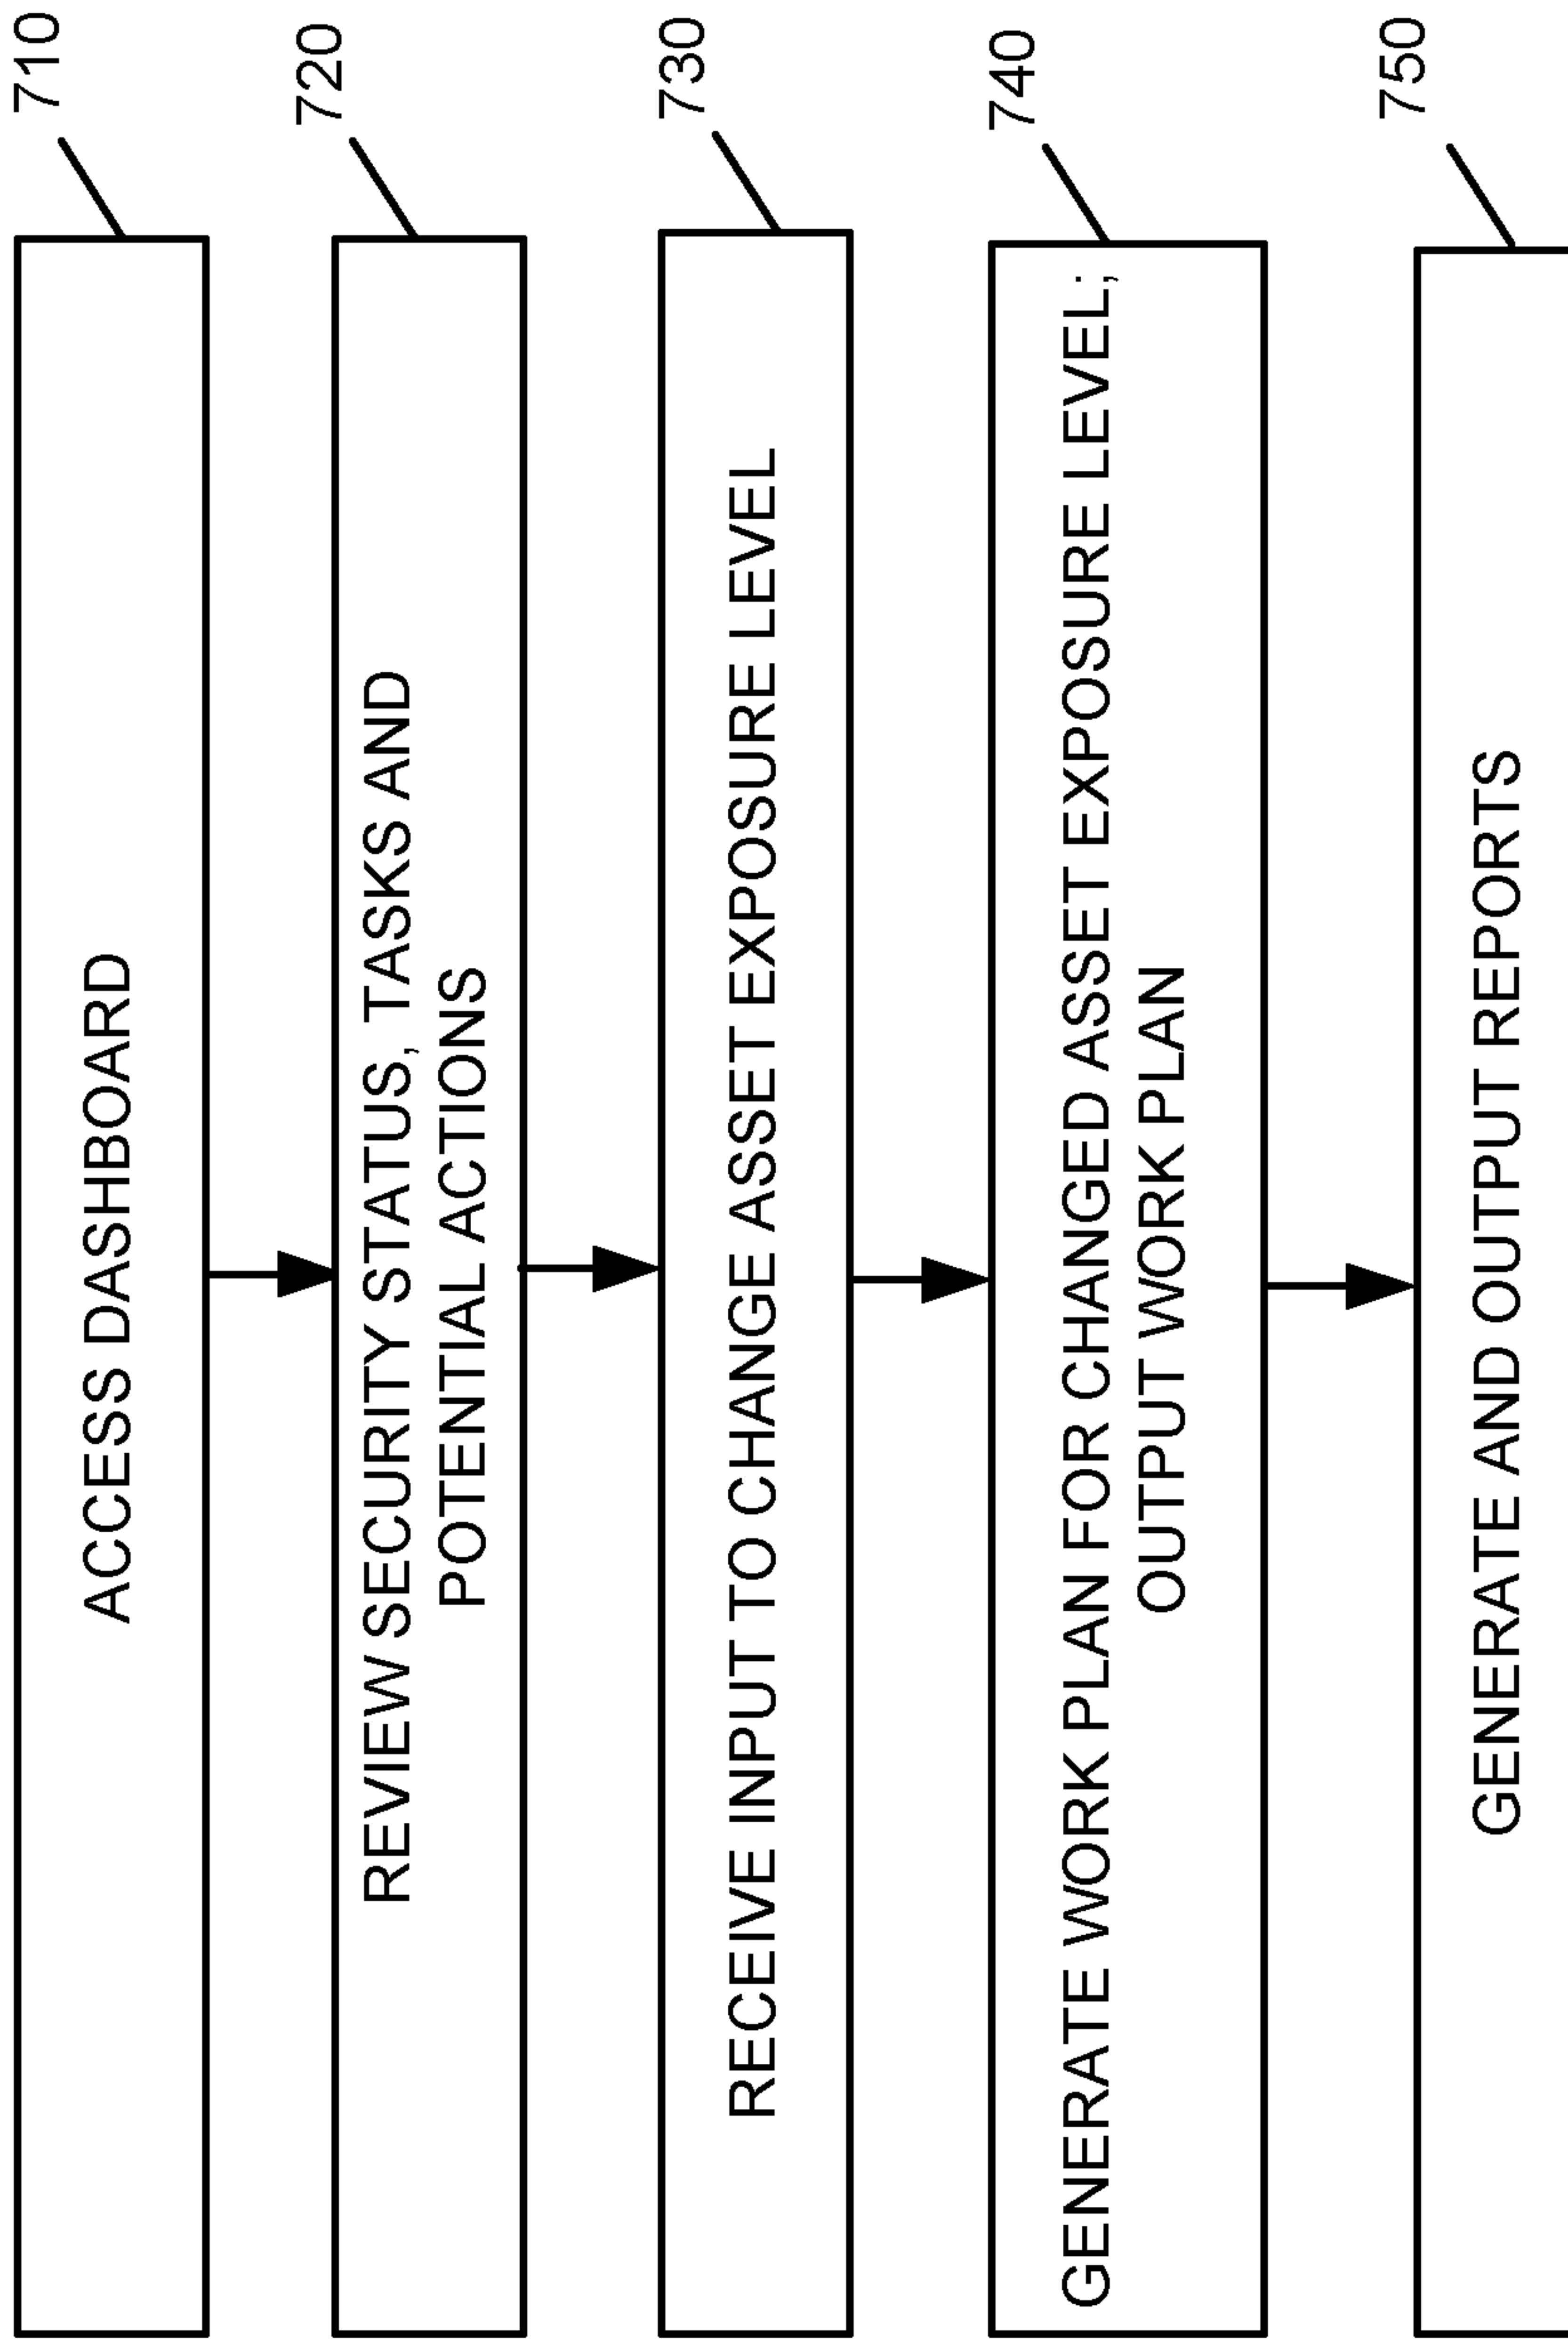 710
ACCESS DASHBOARD
720
REVIEW SECURITY STATUS, TASKS AND
POTENTIAL ACTIONS
730
RECEIVE INPUT TO CHANGE ASSET EXPOSURE LEVEL
740
GENERATE WORK PLAN FOR CHANGED ASSET EXPOSURE LEVEL;
OUTPUT WORK PLAN
750
GENERATE AND OUTPUT REPORTS